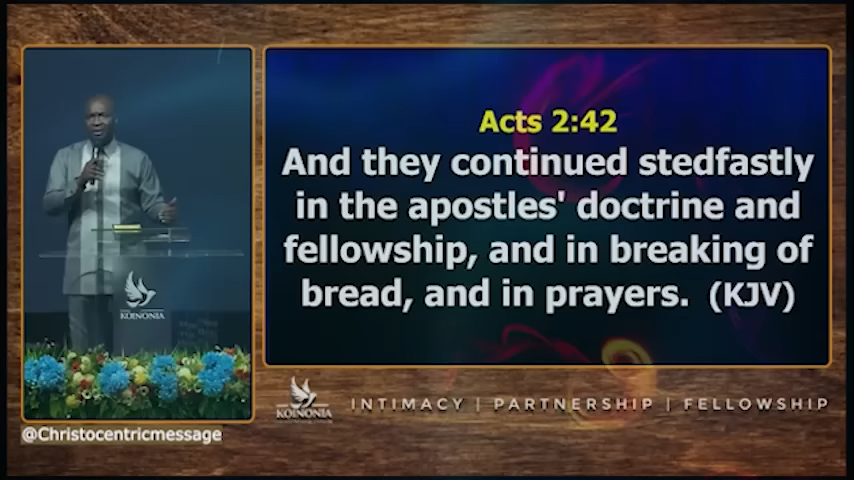 Acts 2:42
And they continued stedfastly
in the apostles' doctrine and
fellowship, and in breaking of
bread, and in prayers. (KJV)
KOINONIA
KOINONIA
INTIMACY | PARTNERSHIP | FELLOWSHIP
@Christocentricmessage